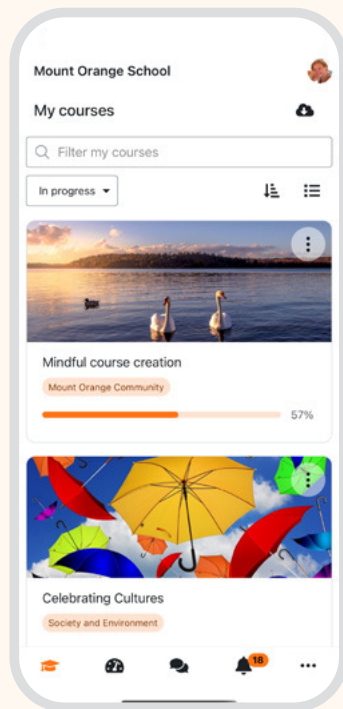 Mount Orange School
My courses
Filter my courses
In progress
Mindful course creation
Mount Orange Community
57%
Celebrating Cultures
Society and Environment
18